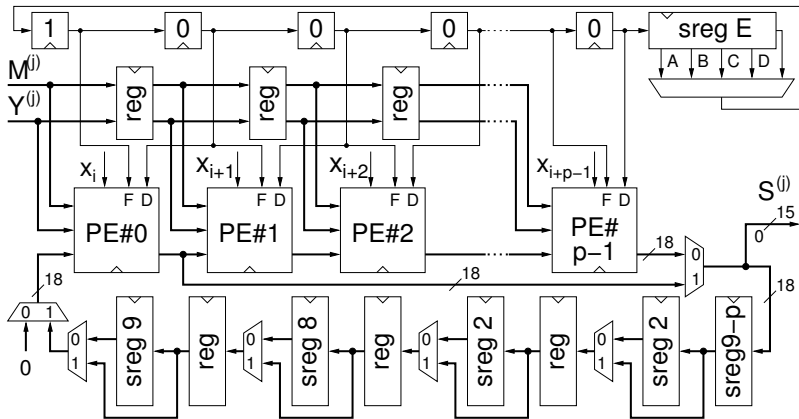 1 0 0 0 0 sreg E
A B C D
M(j)
Y(j)
reg reg reg
xi xi+1 xi+2 xi+p−1
F D F D F D F D
PE#0 PE#1 PE#2 PE# p−1
S(j)
15
0
18 0
1
18
18
18
0 1
0
0 1 sreg 9 reg 0 1 sreg 8 reg 0 1 sreg 2 reg 0 1 sreg 2 sreg9−p